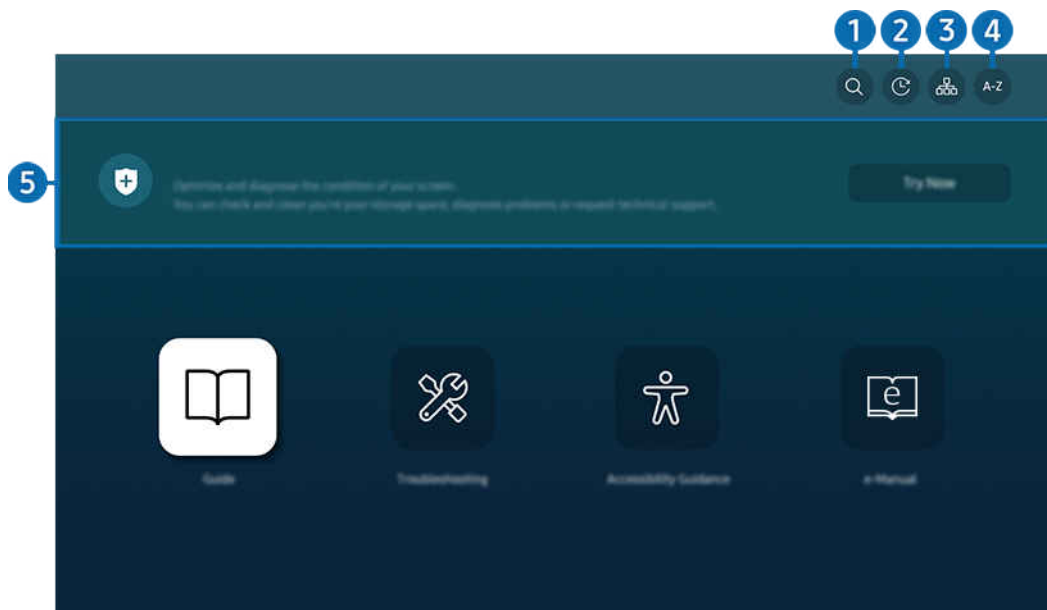 1 2 3 4
A-Z
5
Optimize and diagnose the condition of your screen.
You can check and clean you're your storage space, diagnose problems or request technical support.
Try Now
Guide
Troubleshooting
Accessibility Guidance
e-Manual